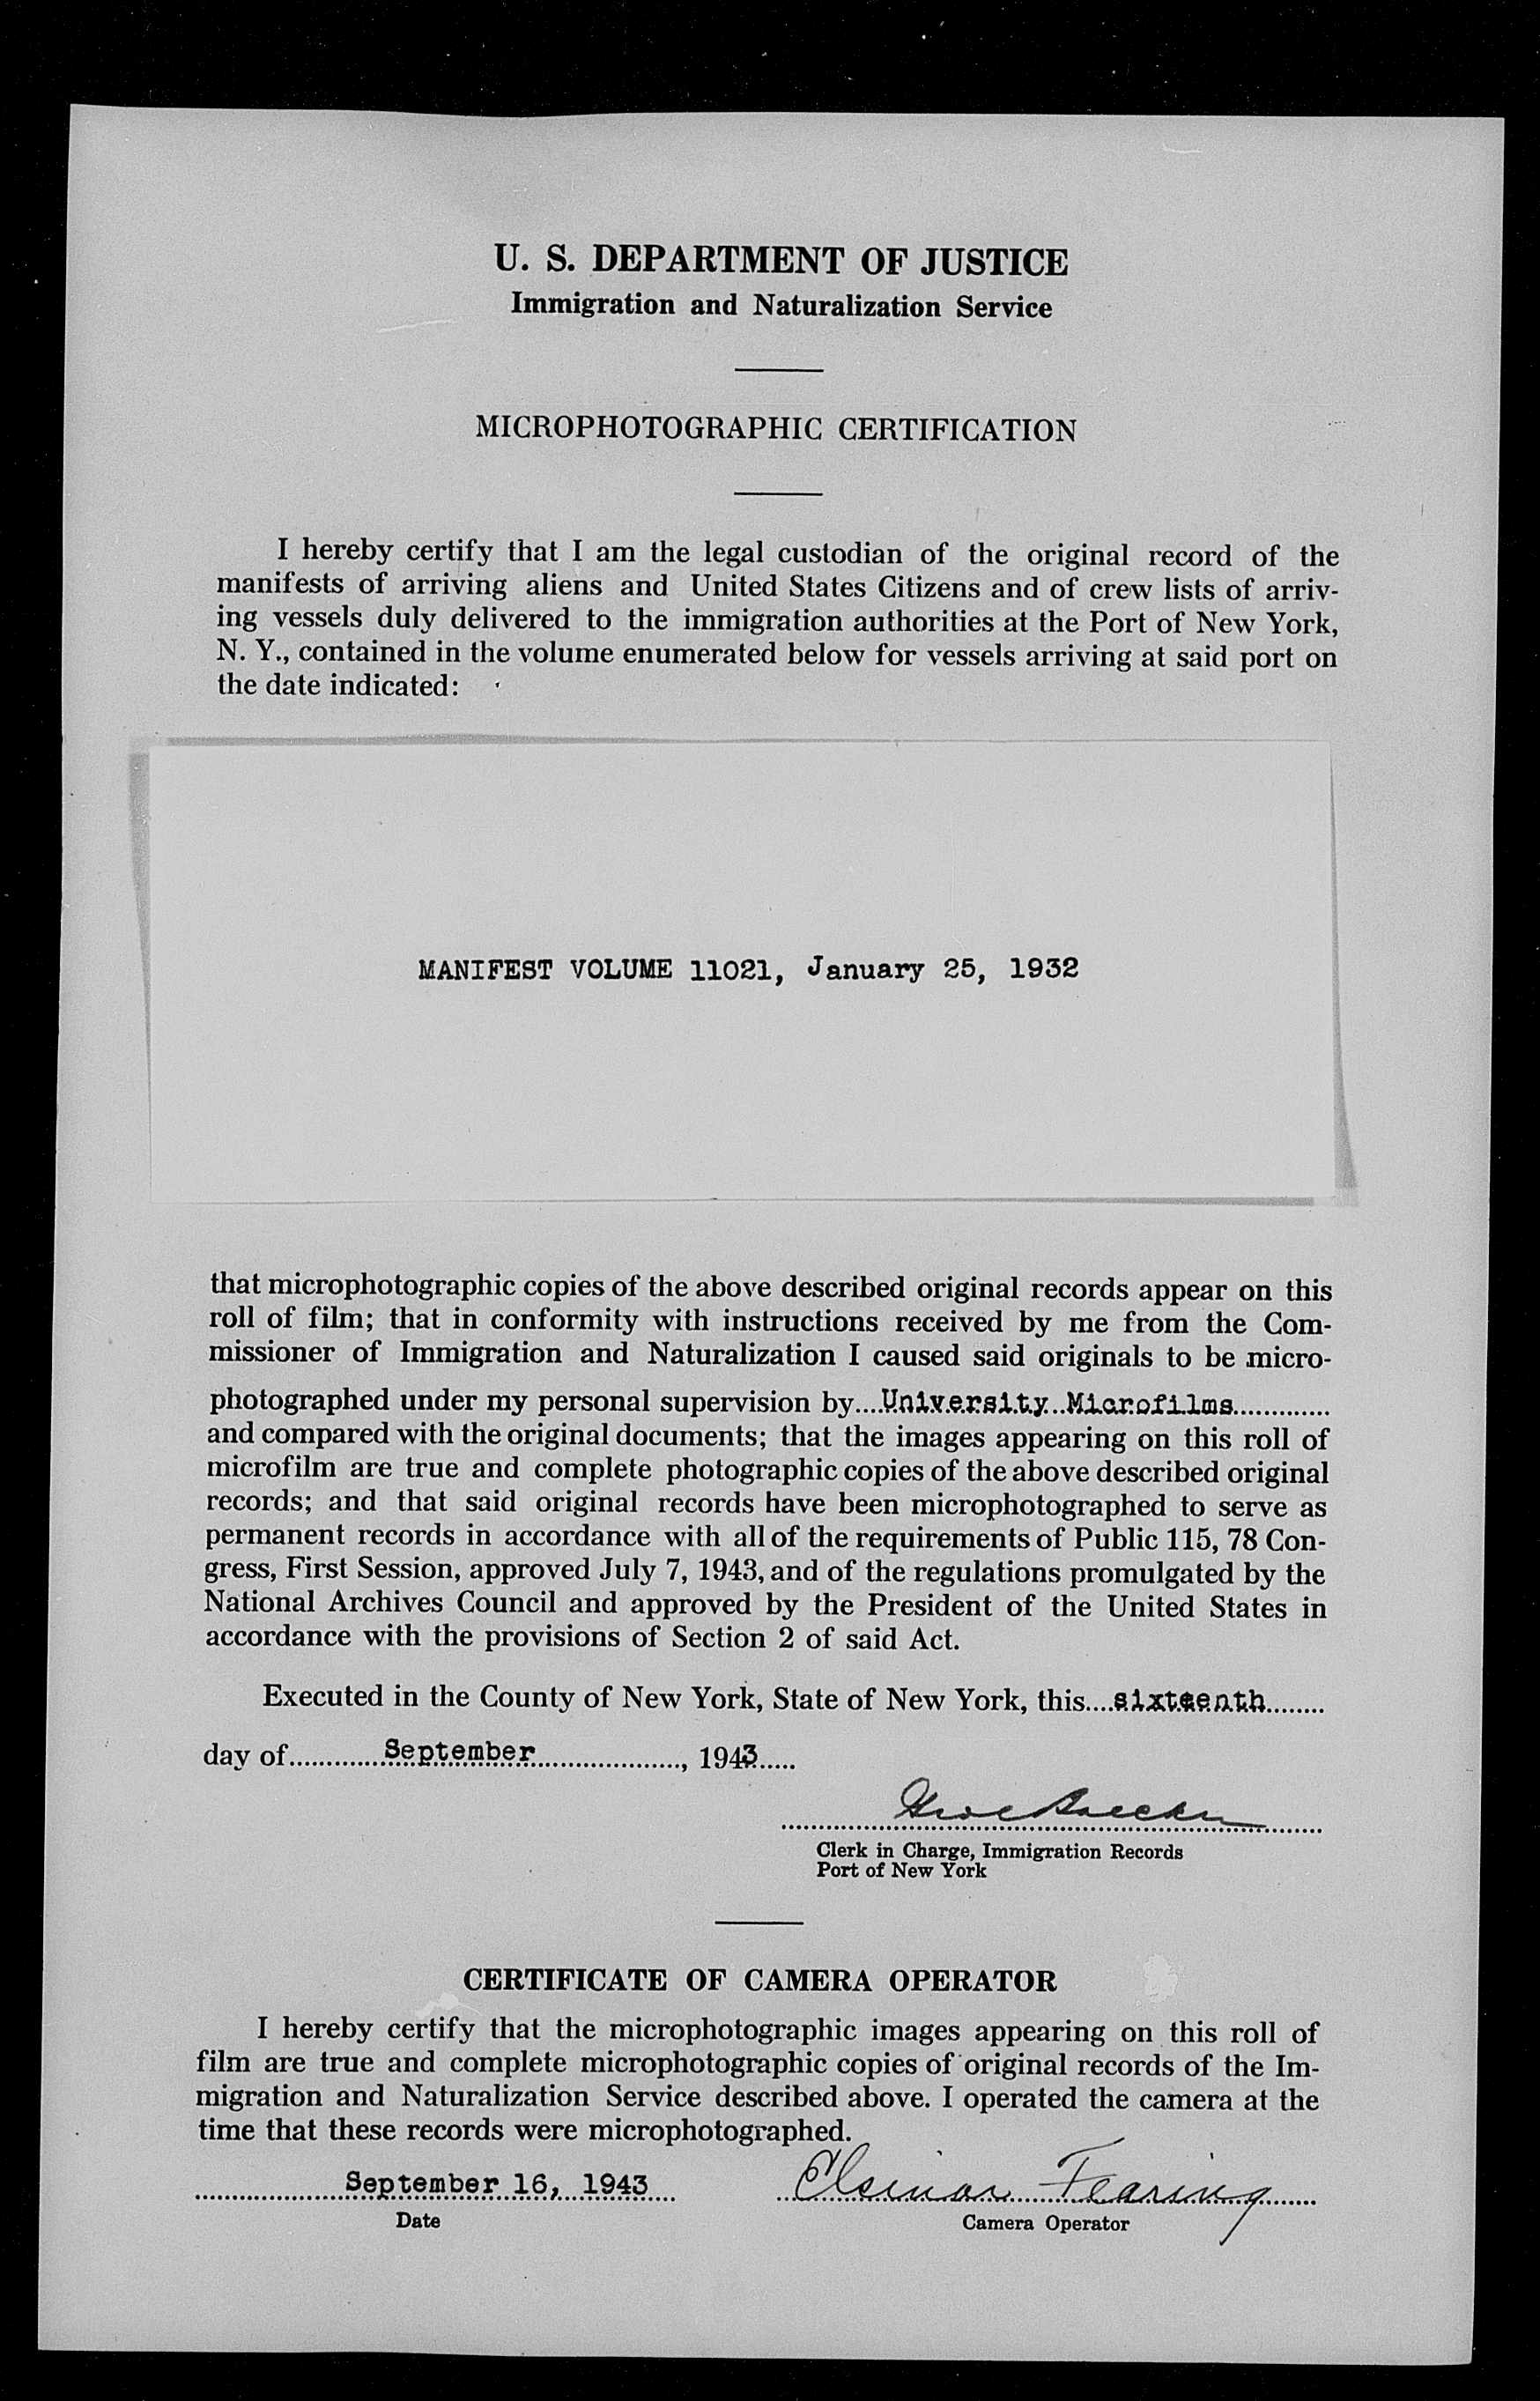 U. S. DEPARTMENT OF JUSTICE
Immigration and Naturalization Service
MICROPHOTOGRAPHIC CERTIFICATION
I hereby certify that I am the legal custodian of the original record of the
manifests of arriving aliens and United States Citizens and of crew lists of arriv-
ing vessels duly delivered to the immigration authorities at the Port of New York,
N. Y., contained in the volume enumerated below for vessels arriving at said port on
the date indicated:
MANIFEST VOLUME 11021, January 25, 1932
that microphotographic copies of the above described original records appear on this
roll of film; that in conformity with instructions received by me from the Com-
missioner of Immigration and Naturalization I caused said originals to be micro-
photographed under my personal supervision by....University Microfilms.............
and compared with the original documents; that the images appearing on this roll of
microfilm are true and complete photographic copies of the above described original
records; and that said original records have been microphotographed to serve as
permanent records in accordance with all of the requirements of Public 115, 78 Con-
gress, First Session, approved July 7, 1943, and of the regulations promulgated by the
National Archives Council and approved by the President of the United States in
accordance with the provisions of Section 2 of said Act.
Executed in the County of New York, State of New York, this....sixteenth........
day of............September...................., 1943.....
Clerk in Charge, Immigration Records
Port of New York
CERTIFICATE OF CAMERA OPERATOR
I hereby certify that the microphotographic images appearing on this roll of
film are true and complete microphotographic copies of original records of the Im-
migration and Naturalization Service described above. I operated the camera at the
time that these records were microphotographed.
September 16, 1943 Fearing
Date Camera Operator